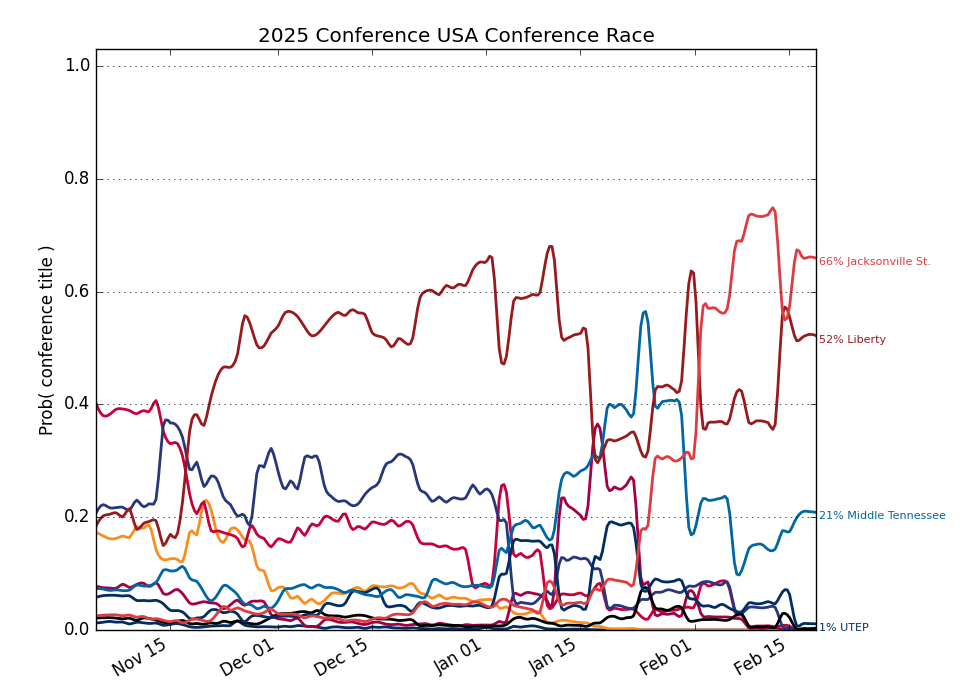 2025 Conference USA Conference Race
Prob( conference title )
1.0
0.8
0.6
0.4
0.2
0.0
66% Jacksonville St.
52% Liberty
21% Middle Tennessee
1% UTEP
Nov 15
Dec 01
Dec 15
Jan 01
Jan 15
Feb 01
Feb 15